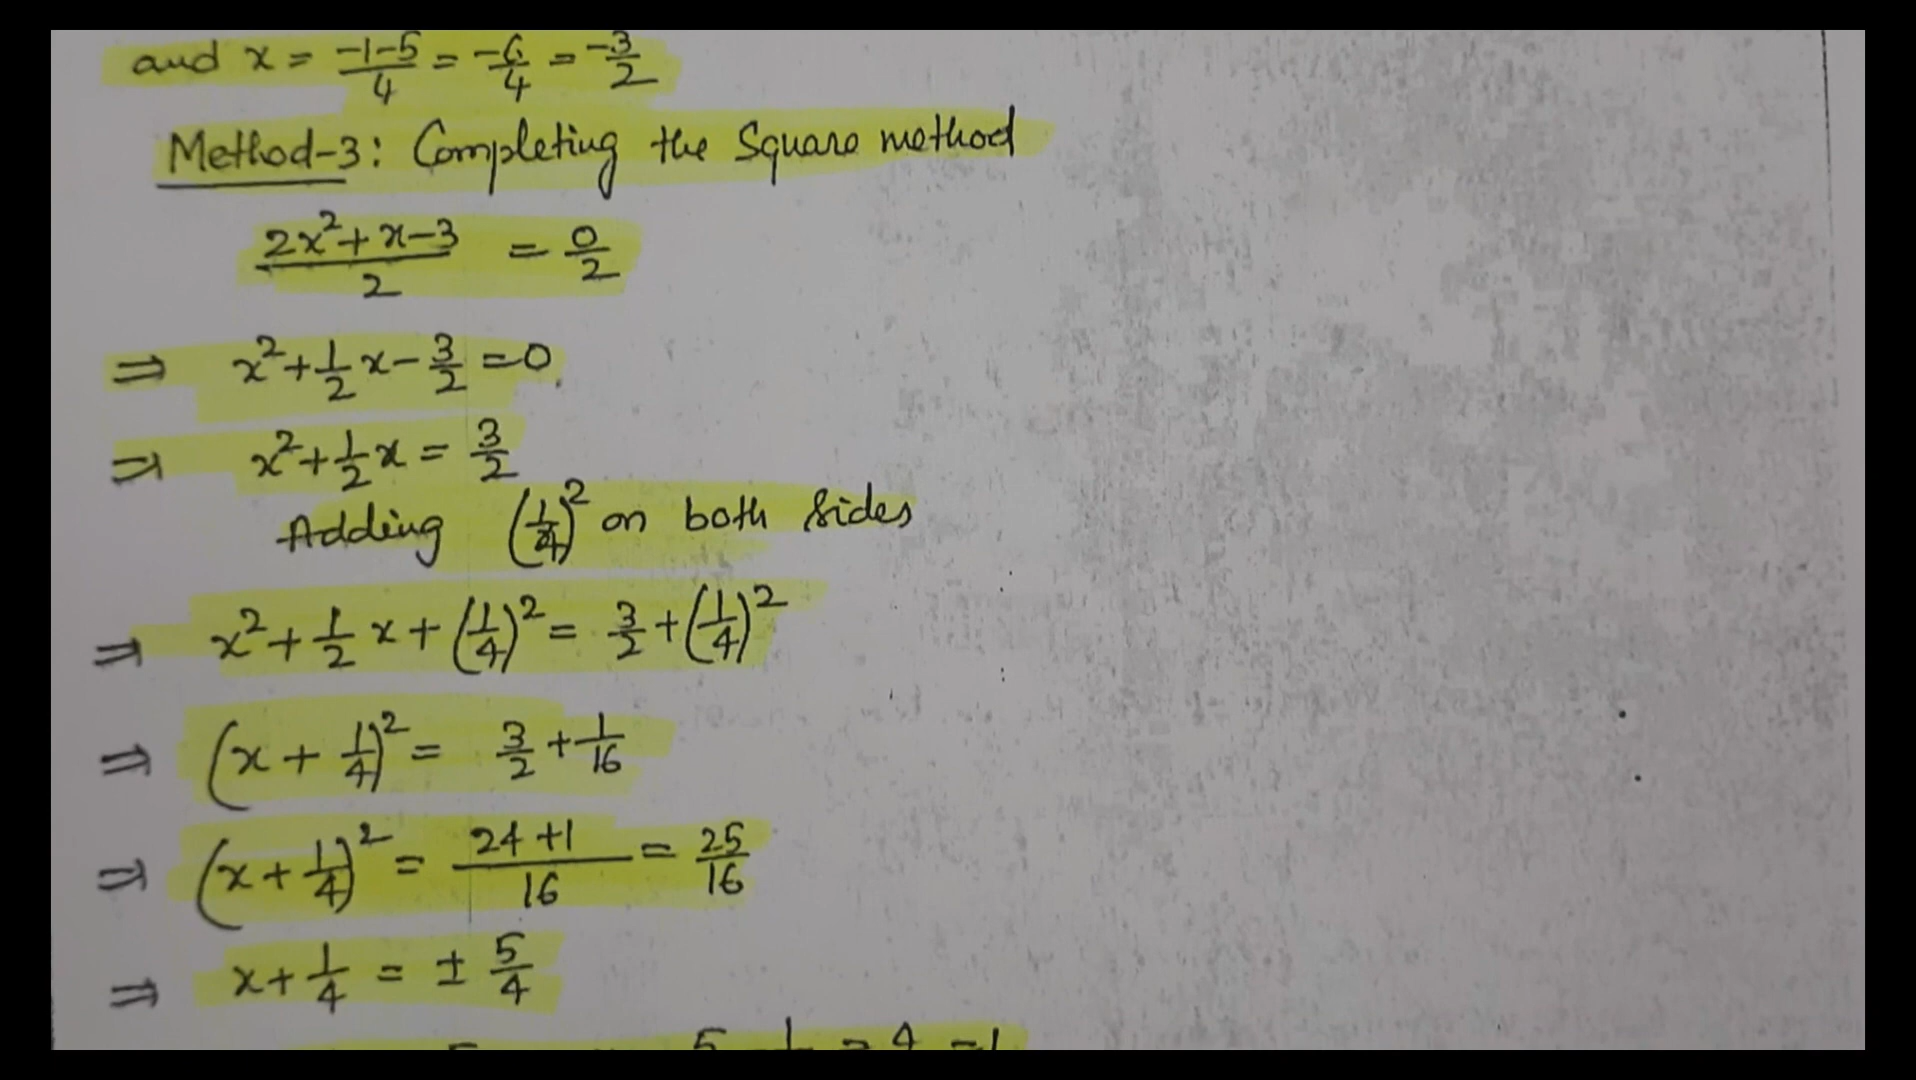 and x = -1-5/4 = -6/4 = -3/2
Method-3: Completing the Square method
2x²+x-3/2 = 0/2
⇒ x²+1/2x-3/2=0
⇒ x²+1/2x=3/2
Adding (1/4)² on both sides
⇒ x²+1/2x+(1/4)²=3/2+(1/4)²
⇒ (x+1/4)²=3/2+1/16
⇒ (x+1/4)²=24+1/16=25/16
⇒ x+1/4=±5/4